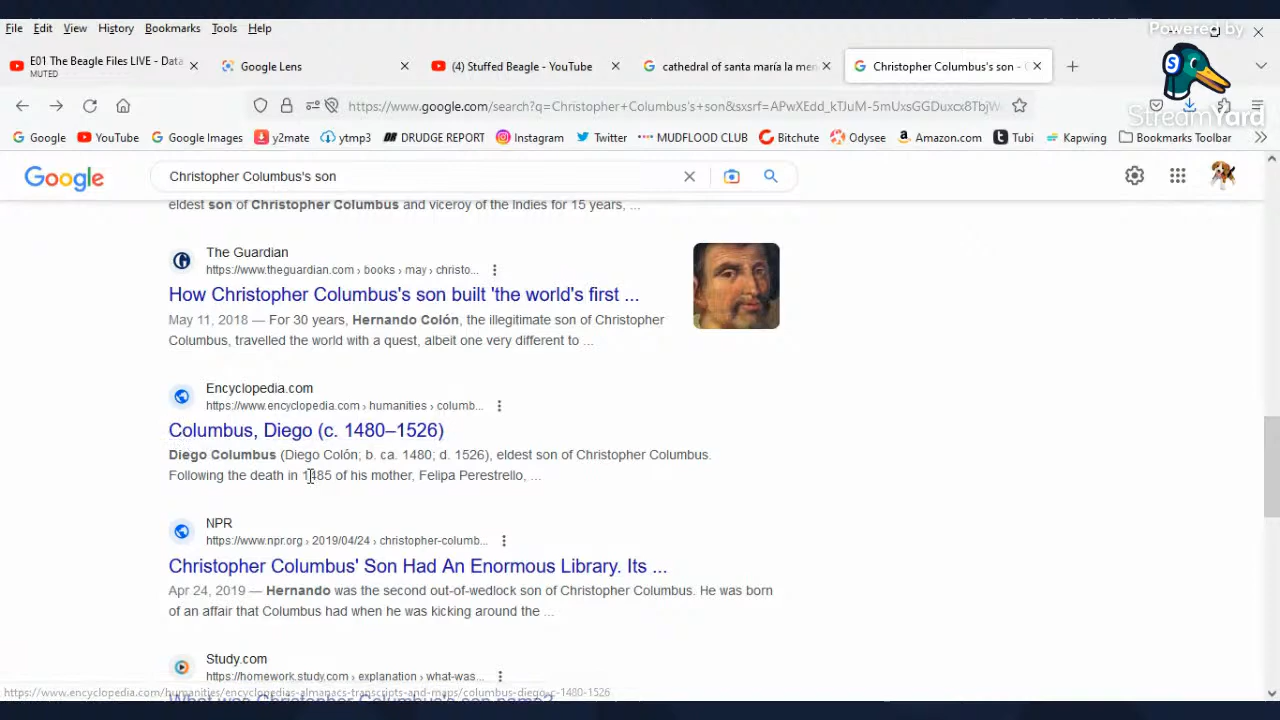 Powered by
StreamYard
File Edit View History Bookmarks Tools Help
E01 The Beagle Files LIVE - Data
MUTED
Google Lens
(4) Stuffed Beagle - YouTube
cathedral of santa maría la men
Christopher Columbus's son -
https://www.google.com/search?q=Christopher+Columbus's+son&sxsrf=
Google YouTube Google Images y2mate ytmp3 DRUDGE REPORT Instagram Twitter MUDFLOOD CLUB Bitchute Odysee Amazon.com Tubi Kapwing Bookmarks Toolbar
Google
Christopher Columbus's son
eldest son of Christopher Columbus and viceroy of the Indies for 15 years, ...
The Guardian
https://www.theguardian.com › books › may › christo...
How Christopher Columbus's son built 'the world's first ...
May 11, 2018 — For 30 years, Hernando Colón, the illegitimate son of Christopher
Columbus, travelled the world with a quest, albeit one very different to ...
Encyclopedia.com
https://www.encyclopedia.com › humanities › columb...
Columbus, Diego (c. 1480–1526)
Diego Columbus (Diego Colón; b. ca. 1480; d. 1526), eldest son of Christopher Columbus.
Following the death in 1485 of his mother, Felipa Perestrello, ...
NPR
https://www.npr.org › 2019/04/24 › christopher-columb...
Christopher Columbus' Son Had An Enormous Library. Its ...
Apr 24, 2019 — Hernando was the second out-of-wedlock son of Christopher Columbus. He was born
of an affair that Columbus had when he was kicking around the ...
Study.com
https://homework.study.com › explanation › what-was...
What was Christopher Columbus's son name?
https://www.encyclopedia.com/humanities/encyclopedias-almanacs-transcripts-and-maps/columbus-diego-c-1480-1526